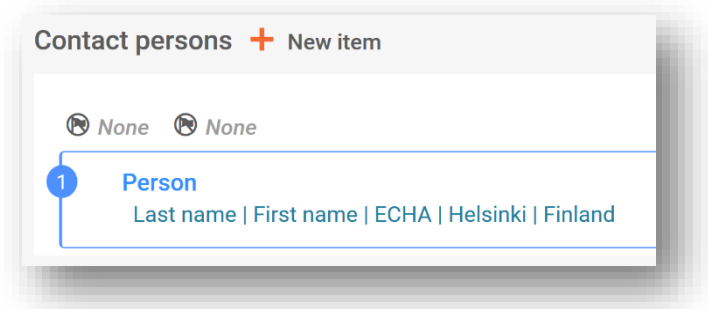 Contact persons + New item
None None
1 Person
Last name | First name | ECHA | Helsinki | Finland